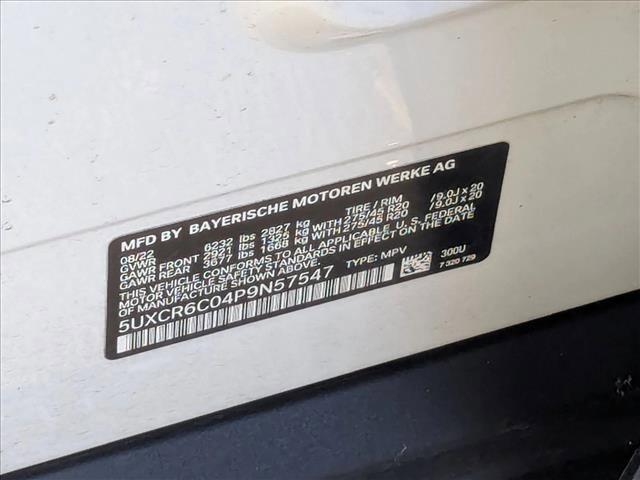 MFD BY BAYERISCHE MOTOREN WERKE AG
08/22 TIRE / RIM
GVWR 6232 lbs 2827 kg
GAWR FRONT 2921 lbs 1325 kg WITH 275/45 R20 /9.0J x 20
GAWR REAR 3677 lbs 1668 kg WITH 275/45 R20 /9.0J x 20
THIS VEHICLE CONFORMS TO ALL APPLICABLE U. S. FEDERAL
MOTOR VEHICLE SAFETY STANDARDS IN EFFECT ON THE DATE
OF MANUFACTURE SHOWN ABOVE.
5UXCR6C04P9N57547 TYPE: MPV 300U
7 320 729